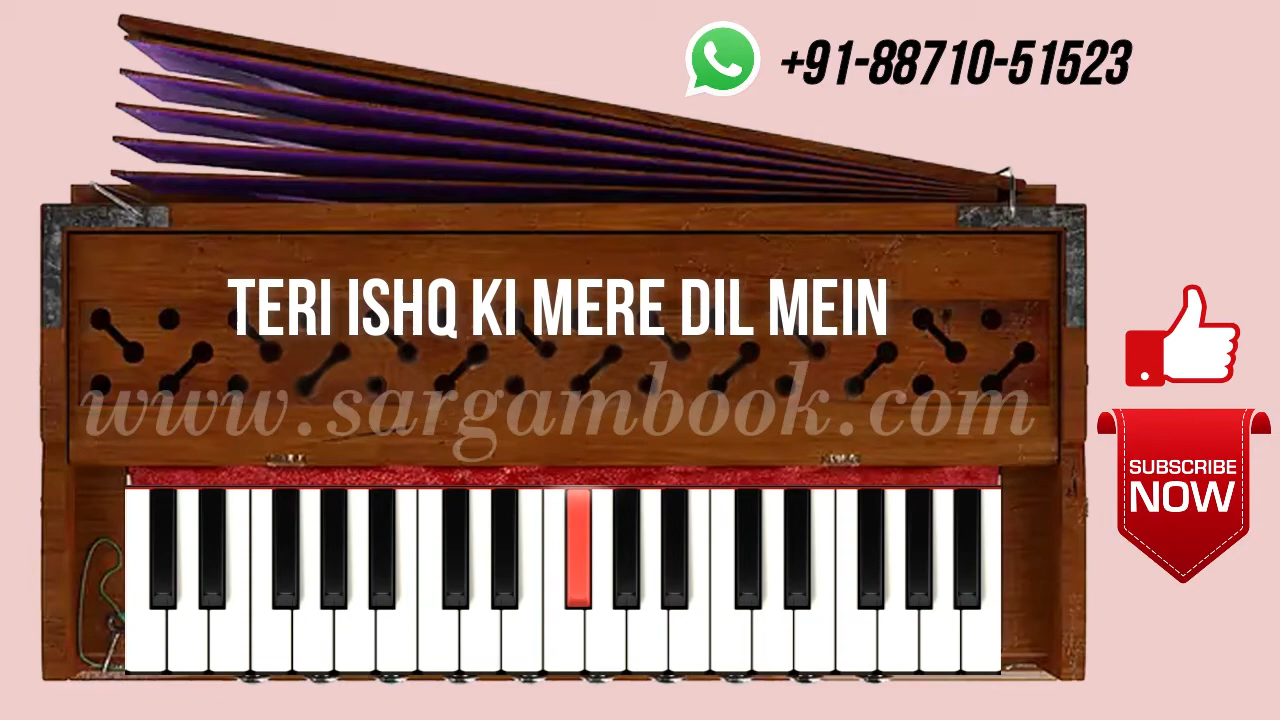 +91-88710-51523
TERI ISHQ KI MERE DIL MEIN
www.sargambook.com
SUBSCRIBE
NOW